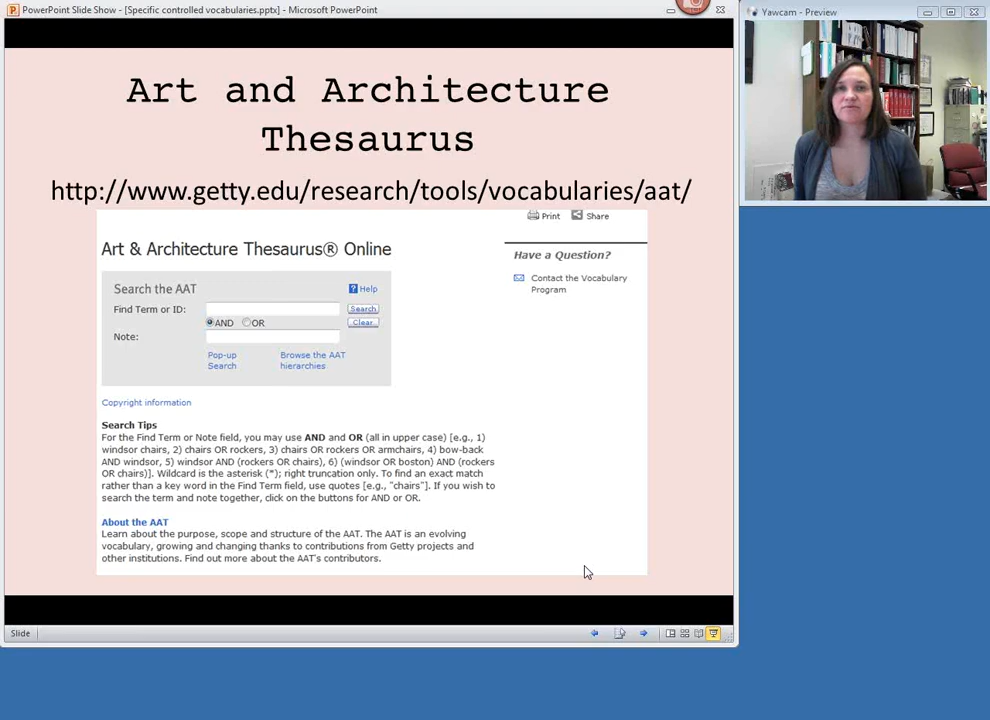 PowerPoint Slide Show - [Specific controlled vocabularies.pptx] - Microsoft PowerPoint
Yawcam - Preview
Art and Architecture
Thesaurus
http://www.getty.edu/research/tools/vocabularies/aat/
Print Share
Art & Architecture Thesaurus® Online
Have a Question?
Contact the Vocabulary
Program
Search the AAT
? Help
Find Term or ID:
Search
AND OR
Clear
Note:
Pop-up
Search
Browse the AAT
hierarchies
Copyright information
Search Tips
For the Find Term or Note field, you may use AND and OR (all in upper case) [e.g., 1)
windsor chairs, 2) chairs OR rockers, 3) chairs OR rockers OR armchairs, 4) bow-back
AND windsor, 5) windsor AND (rockers OR chairs), 6) (windsor OR boston) AND (rockers
OR chairs)]. Wildcard is the asterisk (*); right truncation only. To find an exact match
rather than a key word in the Find Term field, use quotes [e.g., "chairs"]. If you wish to
search the term and note together, click on the buttons for AND or OR.
About the AAT
Learn about the purpose, scope and structure of the AAT. The AAT is an evolving
vocabulary, growing and changing thanks to contributions from Getty projects and
other institutions. Find out more about the AAT's contributors.
Slide